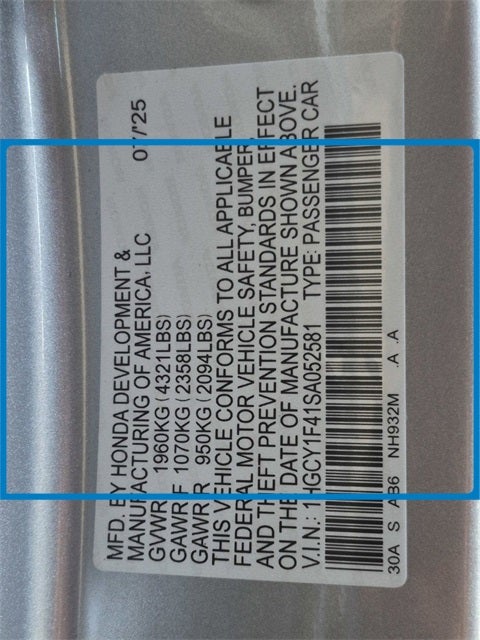 MFD. BY HONDA DEVELOPMENT &
MANUFACTURING OF AMERICA, LLC
GVWR 1960KG (4321LBS)
GAWR F 1070KG (2358LBS)
GAWR R 950KG (2094LBS)
THIS VEHICLE CONFORMS TO ALL APPLICABLE
FEDERAL MOTOR VEHICLE SAFETY, BUMPER,
AND THEFT PREVENTION STANDARDS IN EFFECT
ON THE DATE OF MANUFACTURE SHOWN ABOVE.
V.I.N.: 1HGCY1F41SA052581 TYPE: PASSENGER CAR
30A S AB6 NH932M .A .A